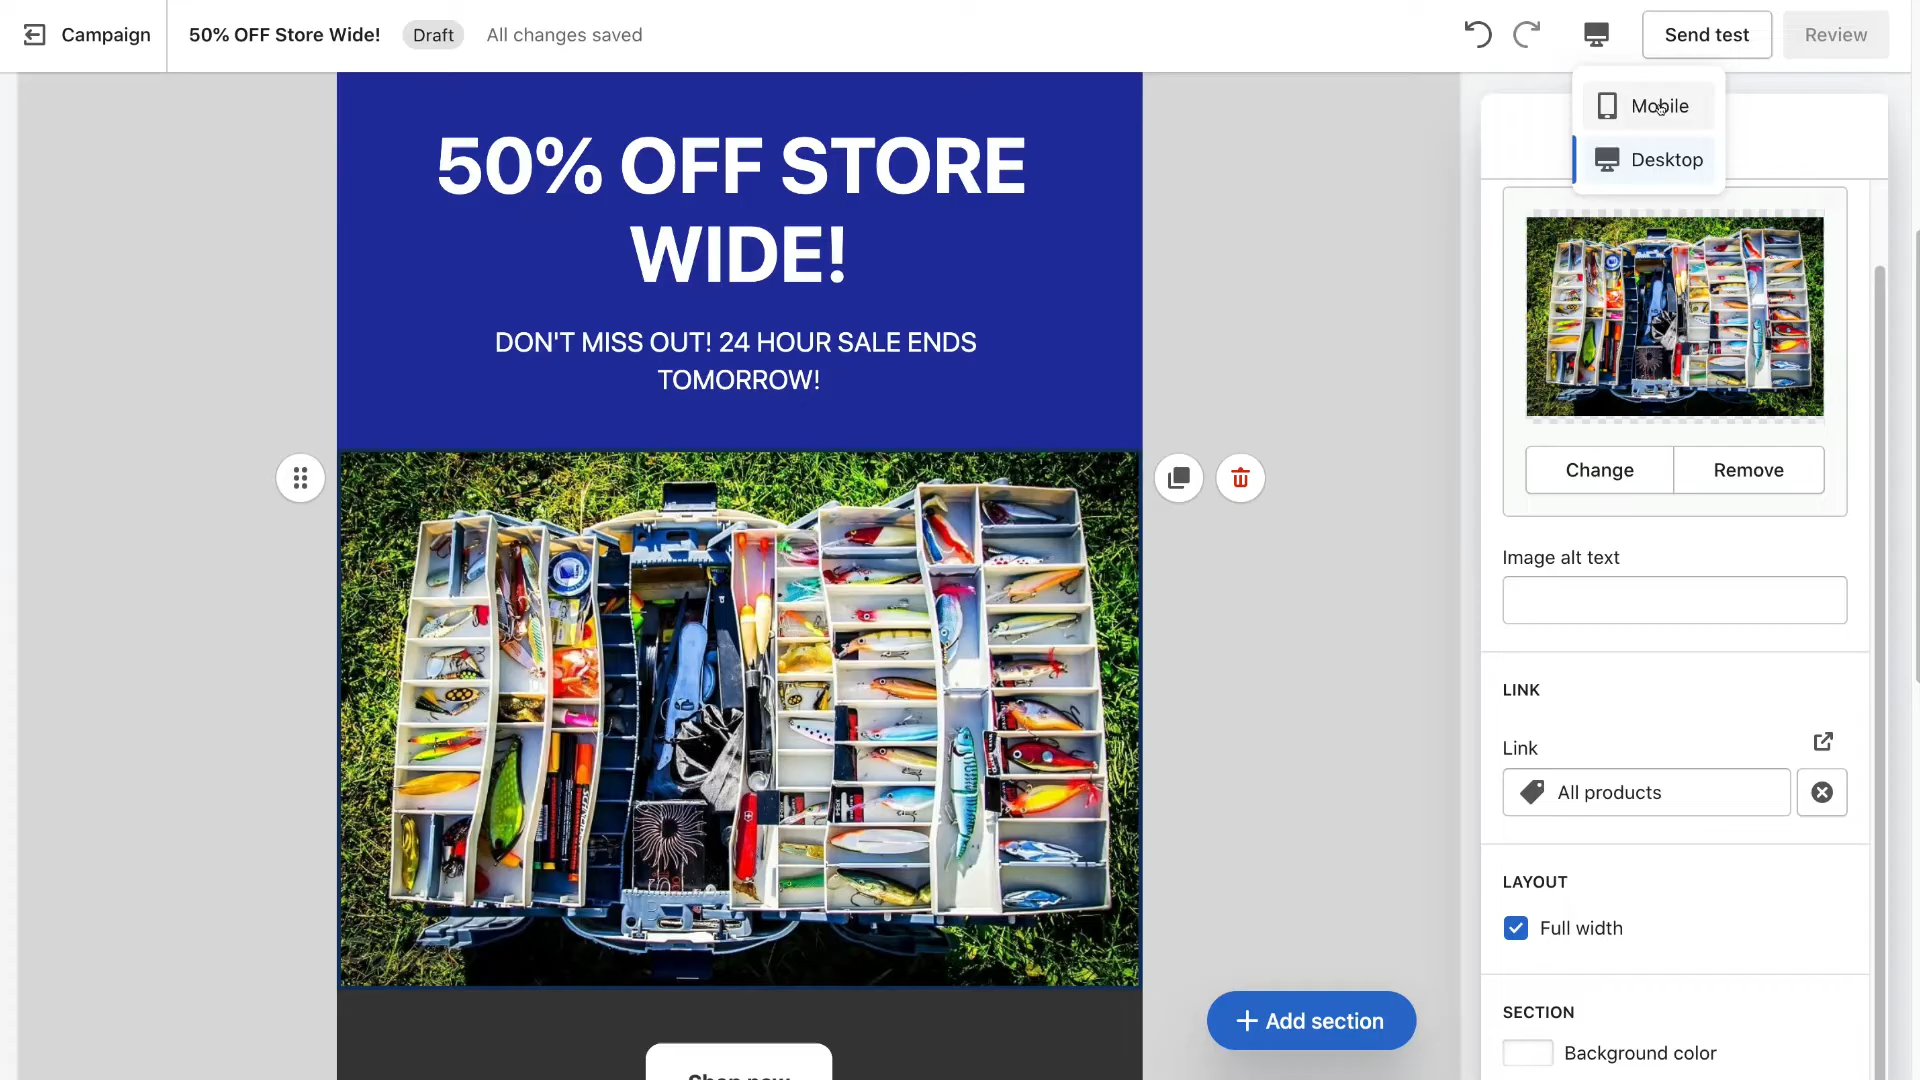 Campaign
50% OFF Store Wide!
Draft
All changes saved
Send test
Review
Mobile
Desktop
50% OFF STORE
WIDE!
DON'T MISS OUT! 24 HOUR SALE ENDS
TOMORROW!
Change
Remove
Image alt text
LINK
Link
All products
LAYOUT
Full width
SECTION
Background color
Add section
Shop now